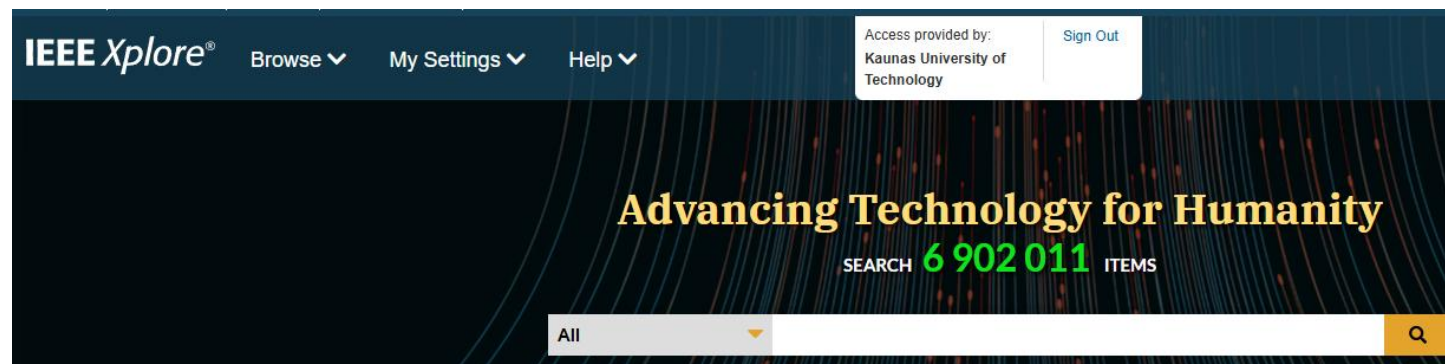 IEEE Xplore® Browse My Settings Help
Access provided by: Sign Out
Kaunas University of
Technology
Advancing Technology for Humanity
SEARCH 6 902 011 ITEMS
All